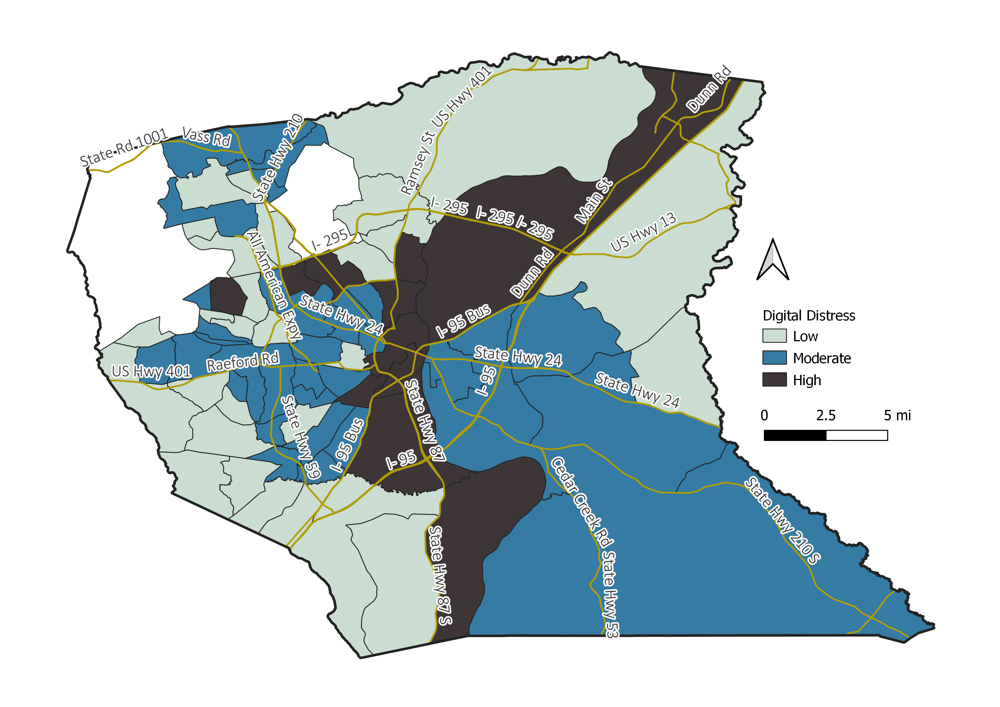 Dunn Rd
US Hwy 401
State Hwy 210
State Rd 1001
Vass Rd
Ramsey St
Main St
I- 295
I- 295
I- 295
US Hwy 13
I- 295
All American Expy
Dunn Rd
State Hwy 24
I- 95 Bus
Digital Distress
Low
Moderate
High
State Hwy 24
Raeford Rd
US Hwy 401
I- 95
State Hwy 24
State Hwy 87
State Hwy 59
I- 95 Bus
0 2.5 5 mi
I- 95
Cedar Creek Rd
State Hwy 210 S
State Hwy 87 S
State Hwy 53